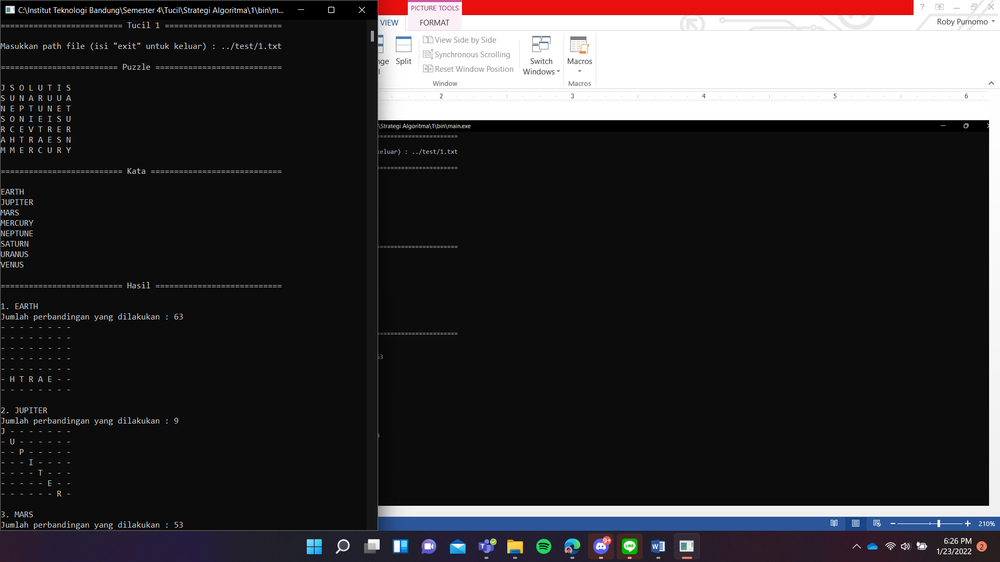 C:\Institut Teknologi Bandung\Semester 4\Tucil\Strategi Algoritma\1\bin\m...
========================== Tucil 1 =========================
Masukkan path file (isi "exit" untuk keluar) : ../test/1.txt
========================= Puzzle ===========================
J S O L U T I S
S U N A R U U A
N E P T U N E T
S O N I E I S U
R C E V T R E R
A H T R A E S N
M M E R C U R Y
========================== Kata ============================
EARTH
JUPITER
MARS
MERCURY
NEPTUNE
SATURN
URANUS
VENUS
========================== Hasil ===========================
1. EARTH
Jumlah perbandingan yang dilakukan : 63
- - - - - - - -
- - - - - - - -
- - - - - - - -
- - - - - - - -
- - - - - - - -
- H T R A E - -
- - - - - - - -
2. JUPITER
Jumlah perbandingan yang dilakukan : 9
J - - - - - - -
- U - - - - - -
- - P - - - - -
- - - I - - - -
- - - - T - - -
- - - - - E - -
- - - - - - R -
3. MARS
Jumlah perbandingan yang dilakukan : 53
PICTURE TOOLS
VIEW FORMAT
Roby Purnomo
View Side by Side
Synchronous Scrolling
Reset Window Position
nge
Split
Switch
Windows
Macros
Window
Macros
2 3 4 5 6
\Strategi Algoritma\1\bin\main.exe
=======================
keluar) : ../test/1.txt
=======================
=======================
=======================
63
9
210%
9+
6:26 PM
1/23/2022
2